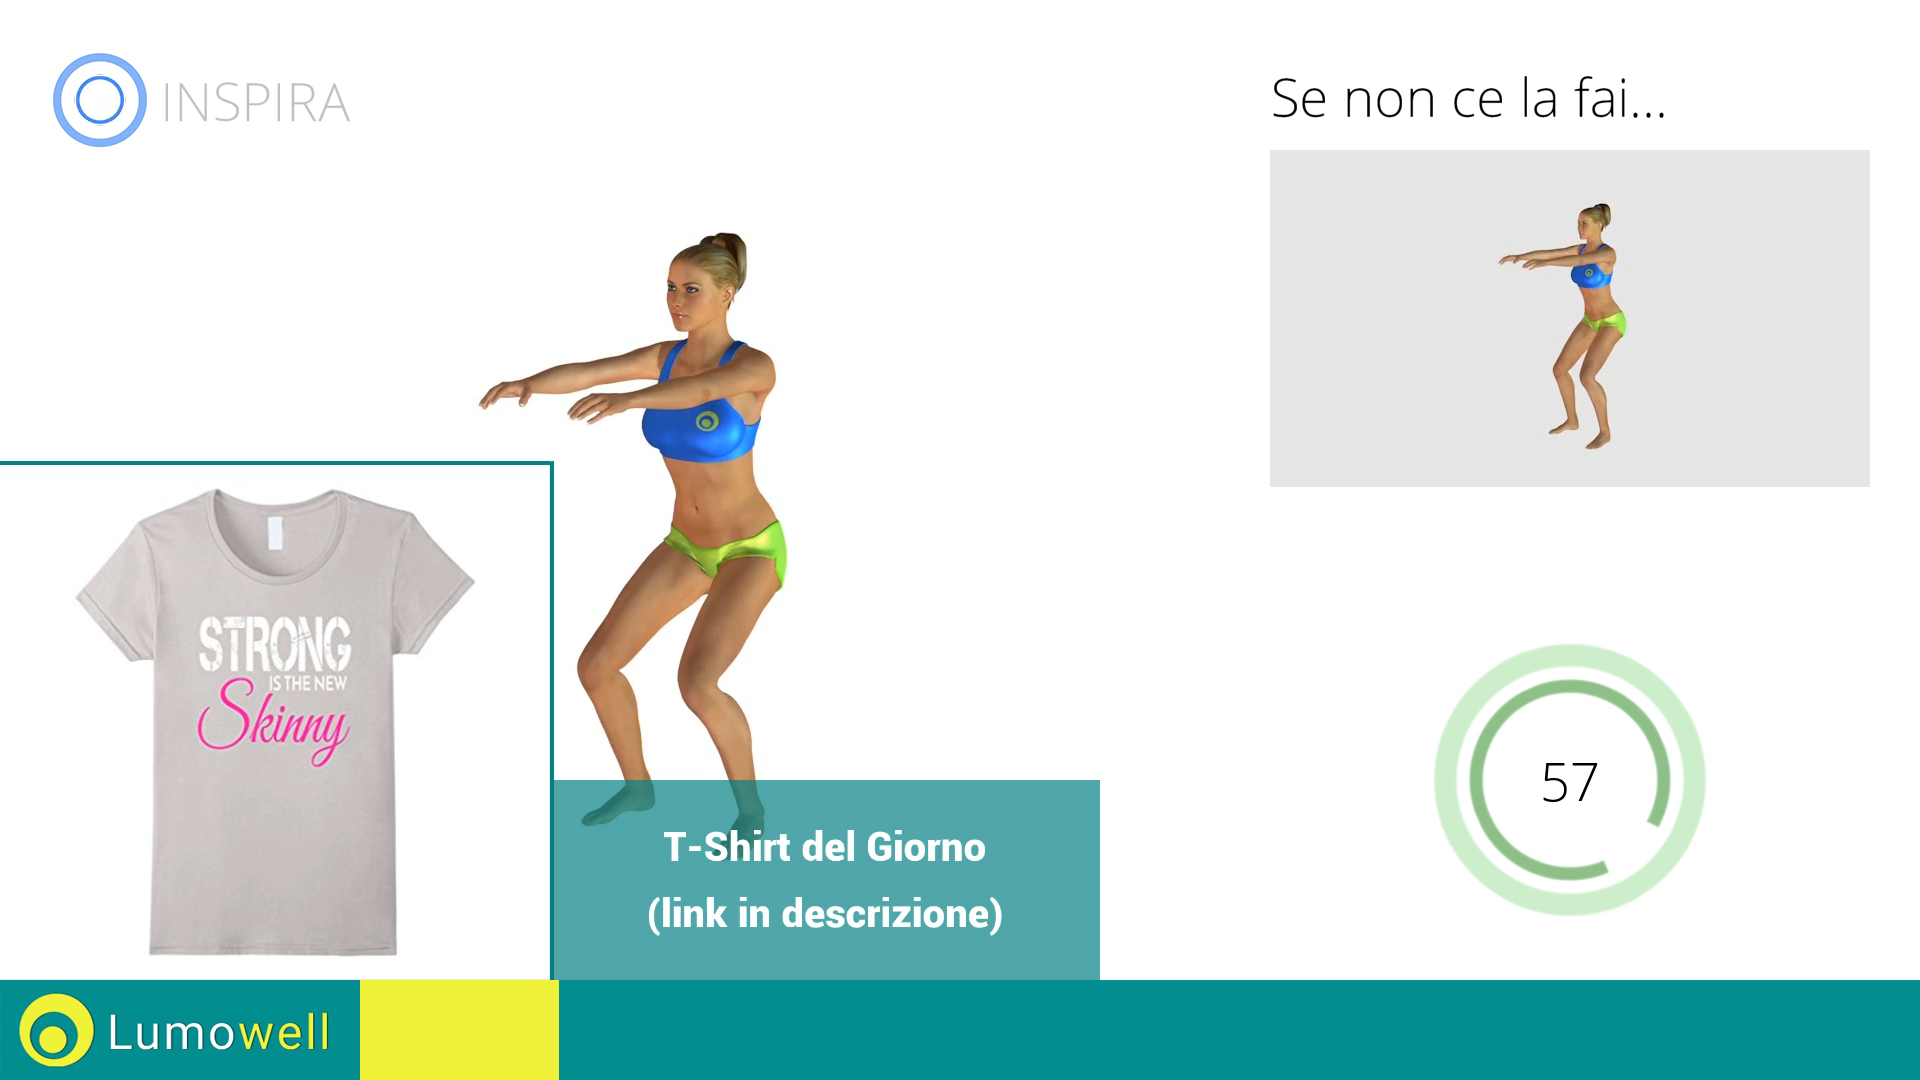 INSPIRA
Se non ce la fai...
STRONG
IS THE NEW
Skinny
57
T-Shirt del Giorno
(link in descrizione)
Lumowell